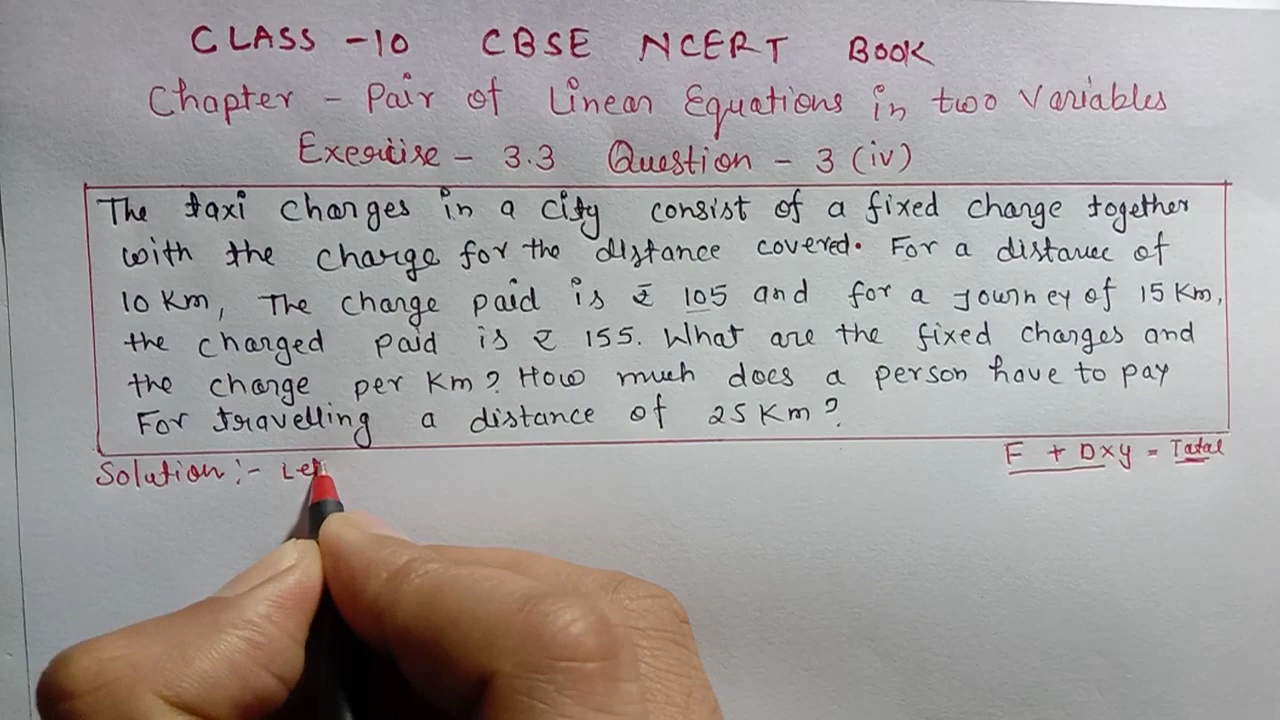 CLASS -10 CBSE NCERT BOOK
Chapter - Pair of Linear Equations in two Variables
Exercise - 3.3 Question - 3 (iv)
The taxi charges in a city consist of a fixed charge together
with the charge for the distance covered. For a distance of
10 Km, The charge paid is ₹ 105 and for a journey of 15 Km,
the charged paid is ₹ 155. What are the fixed charges and
the charge per Km? How much does a person have to pay
For travelling a distance of 25 Km?
F + D×y = Total
Solution :- Let